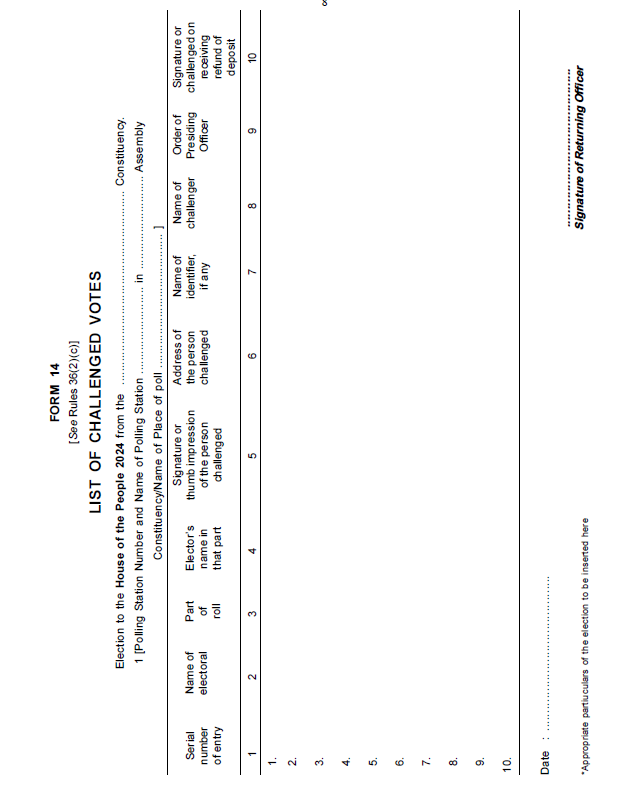 8
FORM 14
[See Rules 36(2)(c)]
LIST OF CHALLENGED VOTES
Election to the House of the People 2024 from the ........................................ Constituency.
1 [Polling Station Number and Name of Polling Station ........................ in ........................ Assembly
Constituency/Name of Place of poll ........................ ]
Serial number of entry
Name of electoral
Part of roll
Elector's name in that part
Signature or thumb impression of the person challenged
Address of the person challenged
Name of identifier, if any
Name of challenger
Order of Presiding Officer
Signature or challenged on receiving refund of deposit
1 2 3 4 5 6 7 8 9 10
1.
2.
3.
4.
5.
6.
7.
8.
9.
10.
Date : ........................................
........................................
Signature of Returning Officer
*Appropriate partiuculars of the election to be inserted here